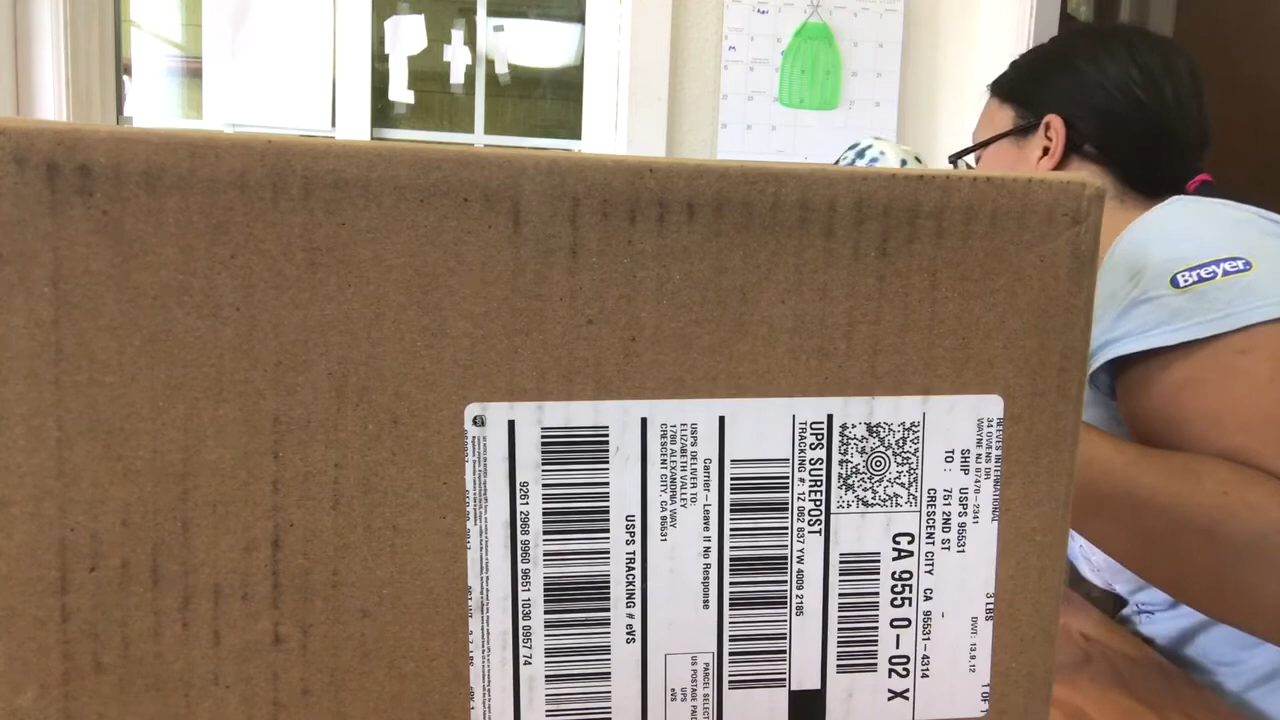 Breyer.
REEVES INTERNATIONAL
34 OWENS DR
WAYNE NJ 07470-2341
3 LBS
1 OF 1
DWT: 13,9,12
SHIP USPS 95531
TO : 751 2ND ST
CRESCENT CITY CA 95531-4314
CA 955 0-02 X
UPS SUREPOST
TRACKING #: 1Z 062 837 YW 4009 2185
Carrier-Leave If No Response
USPS DELIVER TO:
ELIZABETH VALLEY
1780 ALEXANDRIA WAY
CRESCENT CITY, CA 95531
PARCEL SELECT
US POSTAGE PAID
UPS
eVS
USPS TRACKING # eVS
9261 2968 9960 9651 1030 0957 74